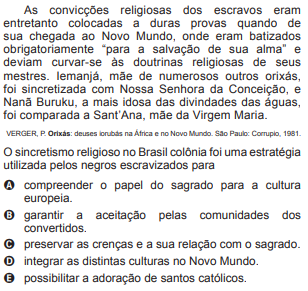 As convicções religiosas dos escravos eram
entretanto colocadas a duras provas quando de
sua chegada ao Novo Mundo, onde eram batizados
obrigatoriamente “para a salvação de sua alma” e
deviam curvar-se às doutrinas religiosas de seus
mestres. Iemanjá, mãe de numerosos outros orixás,
foi sincretizada com Nossa Senhora da Conceição, e
Nanã Buruku, a mais idosa das divindades das águas,
foi comparada a Sant’Ana, mãe da Virgem Maria.
VERGER, P. Orixás: deuses iorubás na África e no Novo Mundo. São Paulo: Corrupio, 1981.
O sincretismo religioso no Brasil colônia foi uma estratégia
utilizada pelos negros escravizados para
A compreender o papel do sagrado para a cultura
europeia.
B garantir a aceitação pelas comunidades dos
convertidos.
C preservar as crenças e a sua relação com o sagrado.
D integrar as distintas culturas no Novo Mundo.
E possibilitar a adoração de santos católicos.